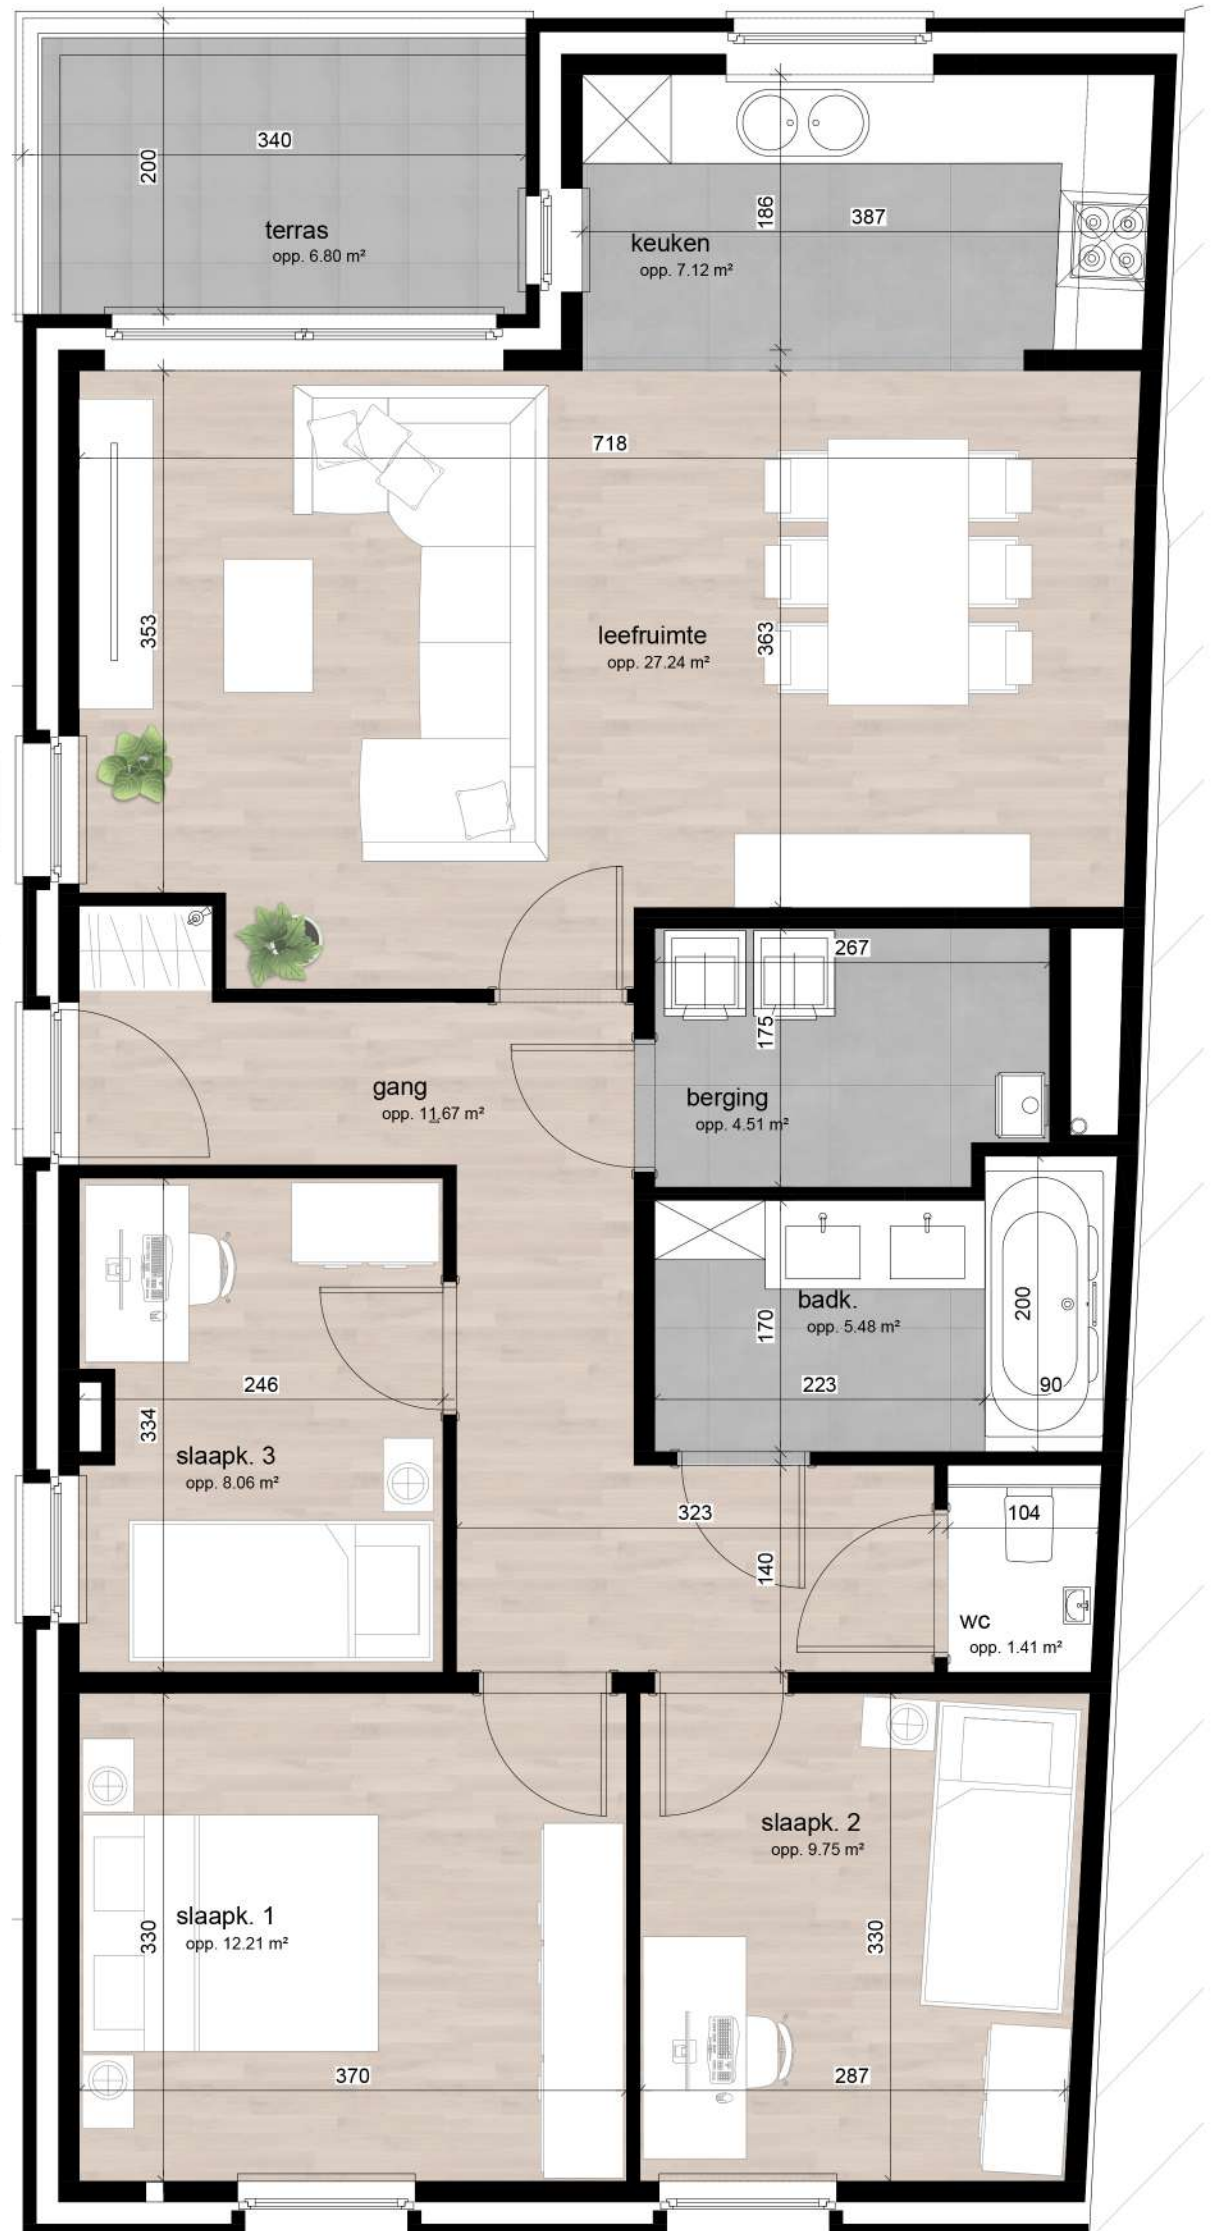 340
200
terras
opp. 6.80 m²
186
387
keuken
opp. 7.12 m²
718
353
leefruimte
opp. 27.24 m²
363
267
175
gang
opp. 11.67 m²
berging
opp. 4.51 m²
badk.
opp. 5.48 m²
170
200
223
90
246
334
slaapk. 3
opp. 8.06 m²
323
104
140
wc
opp. 1.41 m²
slaapk. 2
opp. 9.75 m²
slaapk. 1
opp. 12.21 m²
330
330
370
287